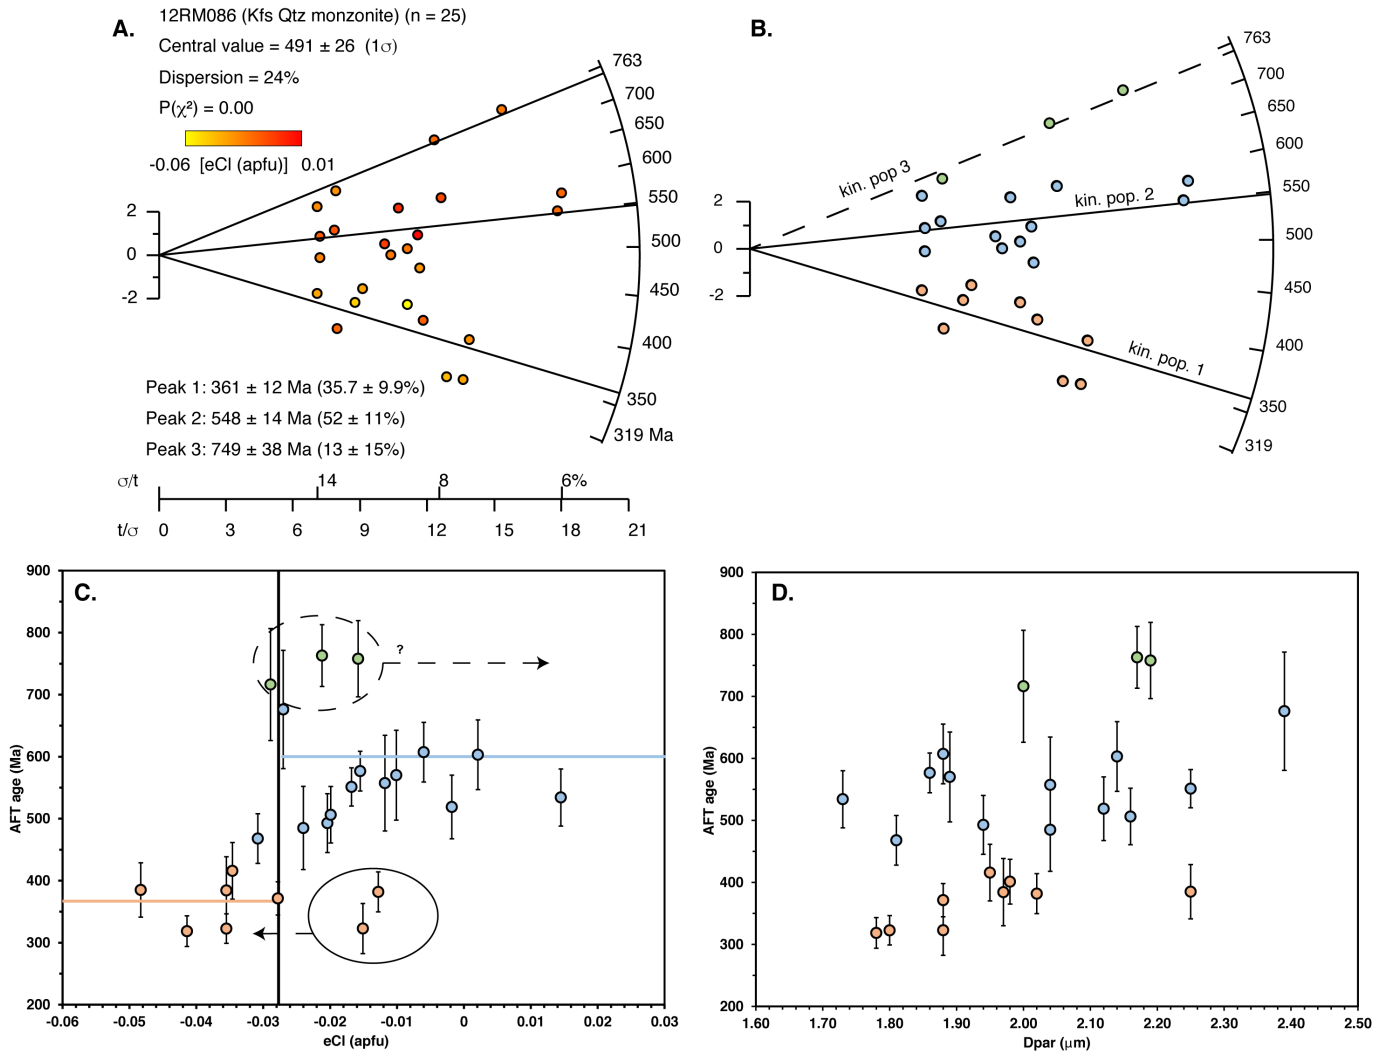 A.
12RM086 (Kfs Qtz monzonite) (n = 25)
Central value = 491 ± 26 (1σ)
Dispersion = 24%
P(χ²) = 0.00
-0.06 [eCl (apfu)] 0.01
2
0
-2
763
700
650
600
550
500
450
400
350
319 Ma
Peak 1: 361 ± 12 Ma (35.7 ± 9.9%)
Peak 2: 548 ± 14 Ma (52 ± 11%)
Peak 3: 749 ± 38 Ma (13 ± 15%)
σ/t 14 8 6%
t/σ 0 3 6 9 12 15 18 21
B.
2
0
-2
kin. pop 3
kin. pop. 2
kin. pop. 1
763
700
650
600
550
500
450
400
350
319
C.
AFT age (Ma)
900
800
700
600
500
400
300
200
?
-0.06 -0.05 -0.04 -0.03 -0.02 -0.01 0 0.01 0.02 0.03
eCl (apfu)
D.
AFT age (Ma)
900
800
700
600
500
400
300
200
1.60 1.70 1.80 1.90 2.00 2.10 2.20 2.30 2.40 2.50
Dpar (μm)